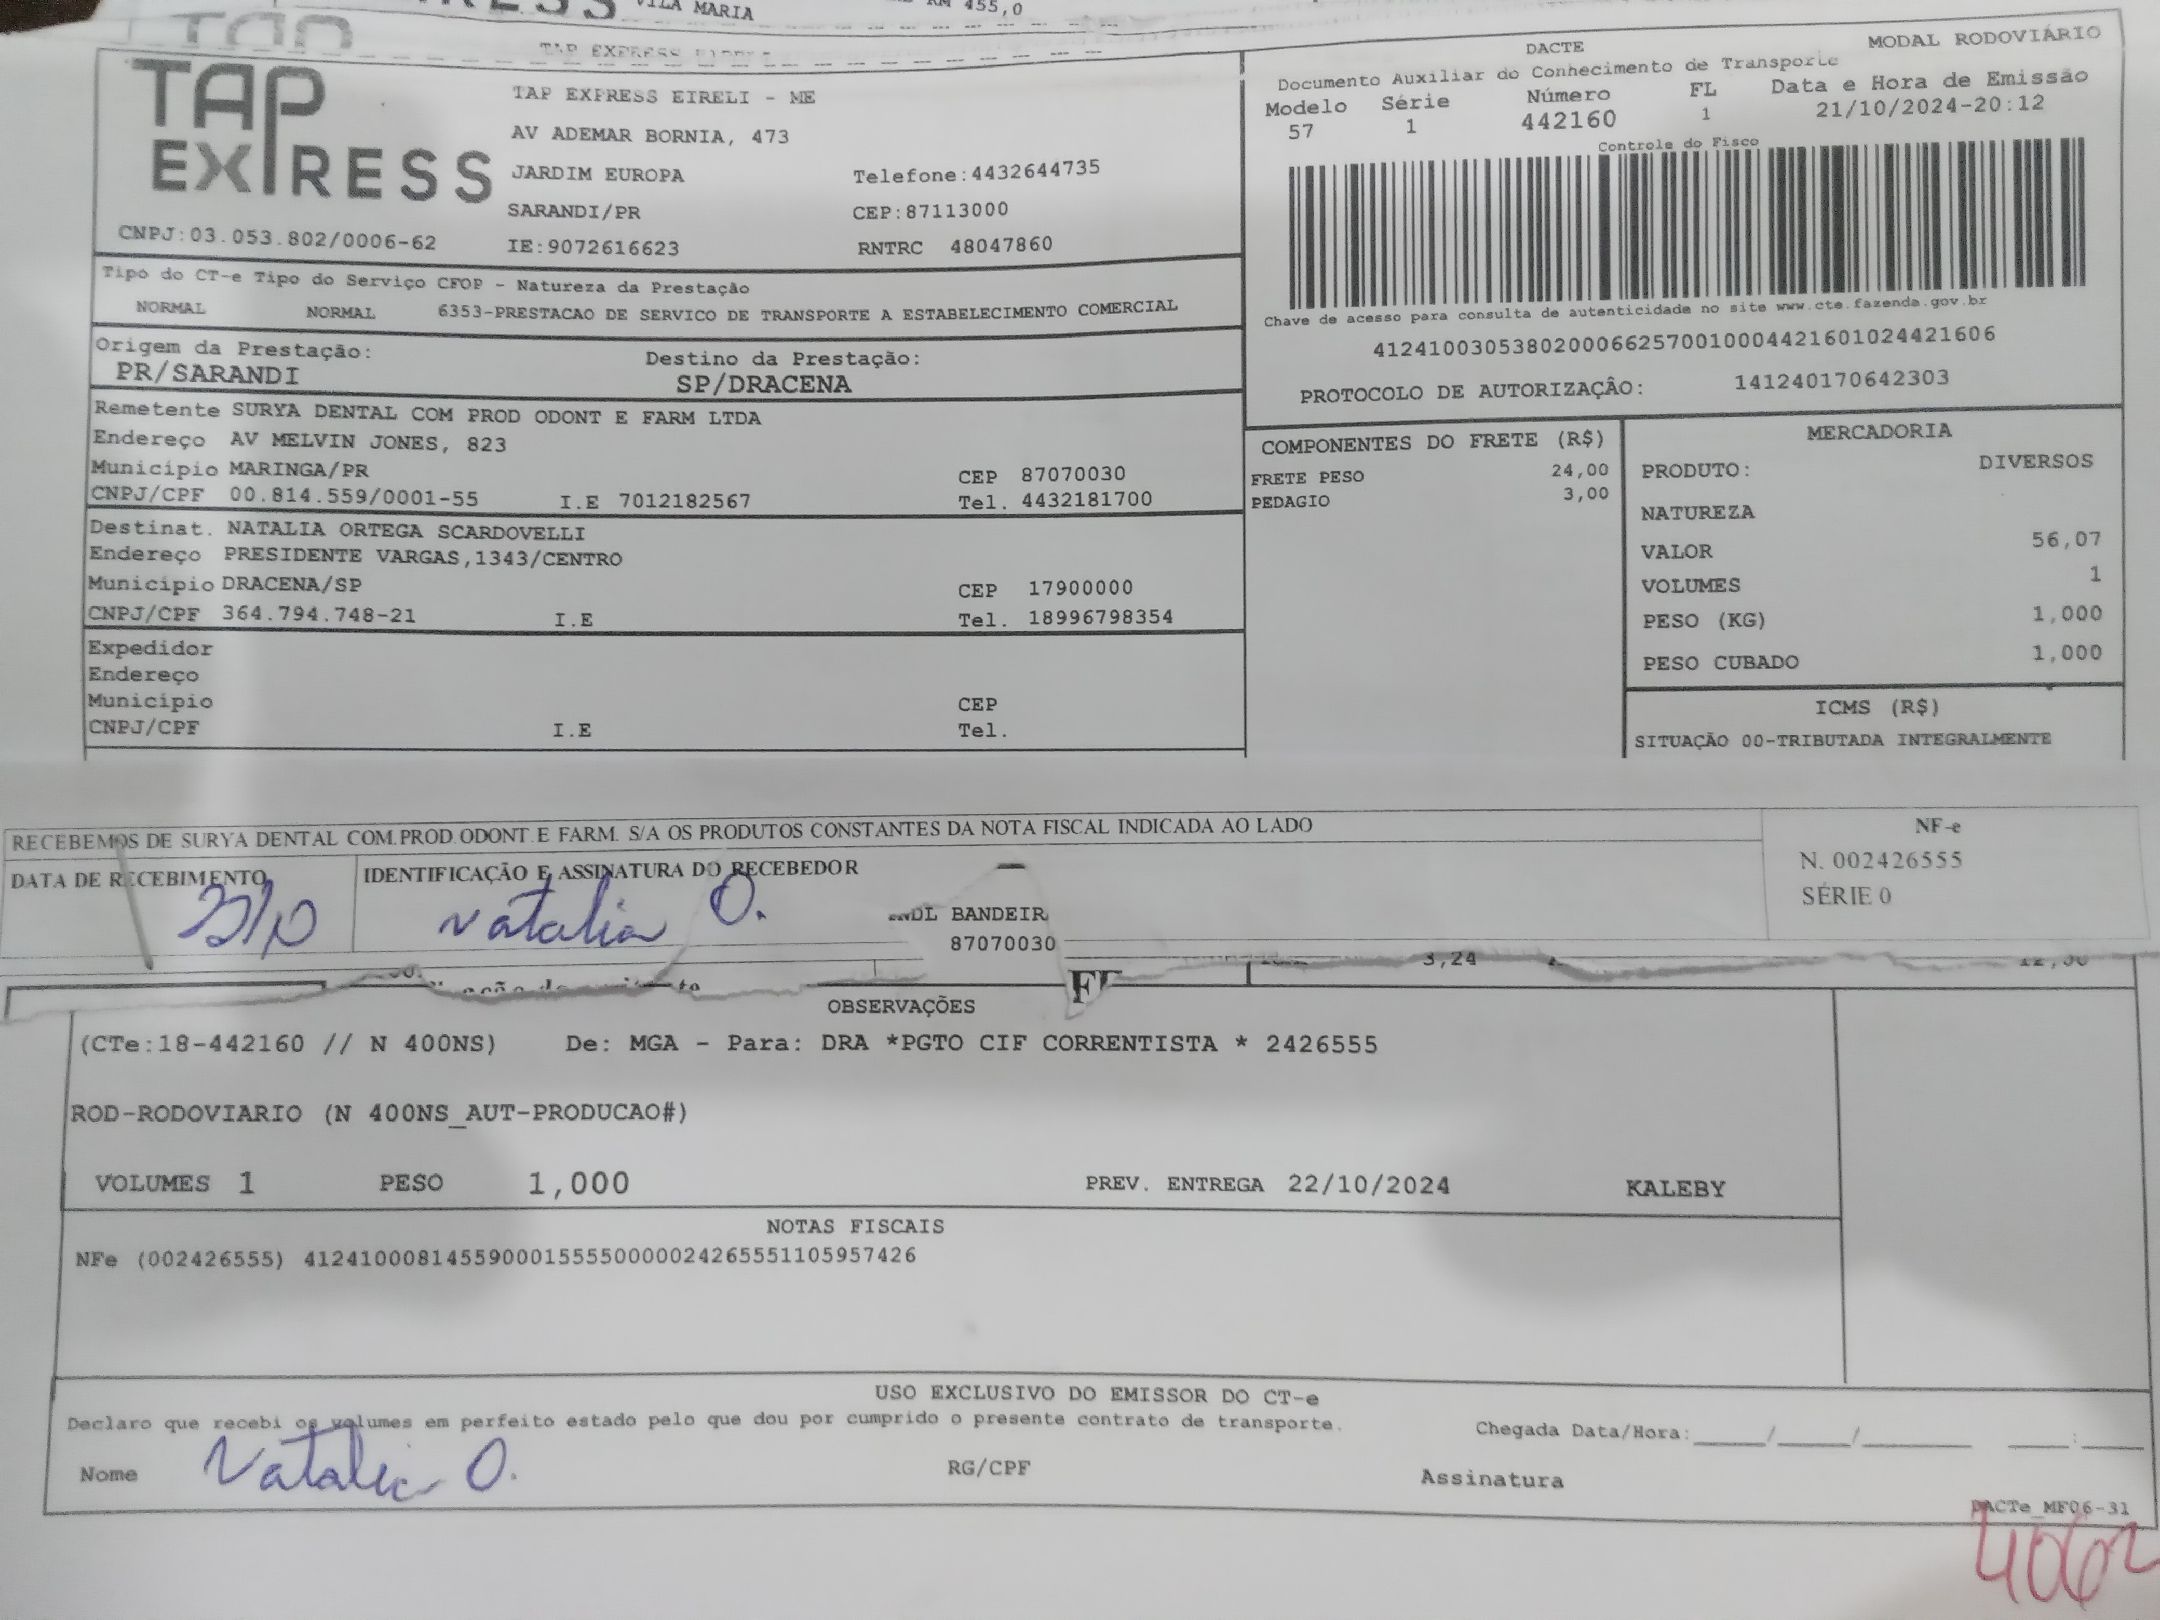 VILA MARIA
455,0
TAP EXPRESS
TAP EXPRESS EIRELI - ME
AV ADEMAR BORNIA, 473
JARDIM EUROPA Telefone:4432644735
SARANDI/PR CEP:87113000
CNPJ:03.053.802/0006-62 IE:9072616623 RNTRC 48047860
DACTE MODAL RODOVIÁRIO
Documento Auxiliar do Conhecimento de Transporte
Modelo Série Número FL Data e Hora de Emissão
57 1 442160 1 21/10/2024-20:12
Controle do Fisco
Chave de acesso para consulta de autenticidade no site www.cte.fazenda.gov.br
41241003053802000662570010004421601024421606
PROTOCOLO DE AUTORIZAÇÂO: 141240170642303
Tipo do CT-e Tipo do Serviço CFOP - Natureza da Prestação
NORMAL NORMAL 6353-PRESTACAO DE SERVICO DE TRANSPORTE A ESTABELECIMENTO COMERCIAL
Origem da Prestação: Destino da Prestação:
PR/SARANDI SP/DRACENA
Remetente SURYA DENTAL COM PROD ODONT E FARM LTDA
Endereço AV MELVIN JONES, 823
Município MARINGA/PR CEP 87070030
CNPJ/CPF 00.814.559/0001-55 I.E 7012182567 Tel. 4432181700
Destinat. NATALIA ORTEGA SCARDOVELLI
Endereço PRESIDENTE VARGAS,1343/CENTRO
Município DRACENA/SP CEP 17900000
CNPJ/CPF 364.794.748-21 I.E Tel. 18996798354
Expedidor
Endereço
Município CEP
CNPJ/CPF I.E Tel.
COMPONENTES DO FRETE (R$)
FRETE PESO 24,00
PEDAGIO 3,00
MERCADORIA
PRODUTO: DIVERSOS
NATUREZA
VALOR 56,07
VOLUMES 1
PESO (KG) 1,000
PESO CUBADO 1,000
ICMS (R$)
SITUAÇÃO 00-TRIBUTADA INTEGRALMENTE
RECEBEMOS DE SURYA DENTAL COM.PROD.ODONT.E FARM. S/A OS PRODUTOS CONSTANTES DA NOTA FISCAL INDICADA AO LADO
DATA DE RECEBIMENTO IDENTIFICAÇÃO E ASSINATURA DO RECEBEDOR
Natalia O.
BANDEIR
87070030
NF-e
N. 002426555
SÉRIE 0
3,24
OBSERVAÇÕES
(CTe:18-442160 // N 400NS) De: MGA - Para: DRA *PGTO CIF CORRENTISTA * 2426555
ROD-RODOVIARIO (N 400NS_AUT-PRODUCAO#)
VOLUMES 1 PESO 1,000 PREV. ENTREGA 22/10/2024 KALEBY
NOTAS FISCAIS
NFe (002426555) 41241000814559000155550000024265551105957426
USO EXCLUSIVO DO EMISSOR DO CT-e
Declaro que recebi os volumes em perfeito estado pelo que dou por cumprido o presente contrato de transporte.
Chegada Data/Hora:____/____/______ ____:____
Nome Natalia O. RG/CPF Assinatura
DACTe_MF06-31
4062